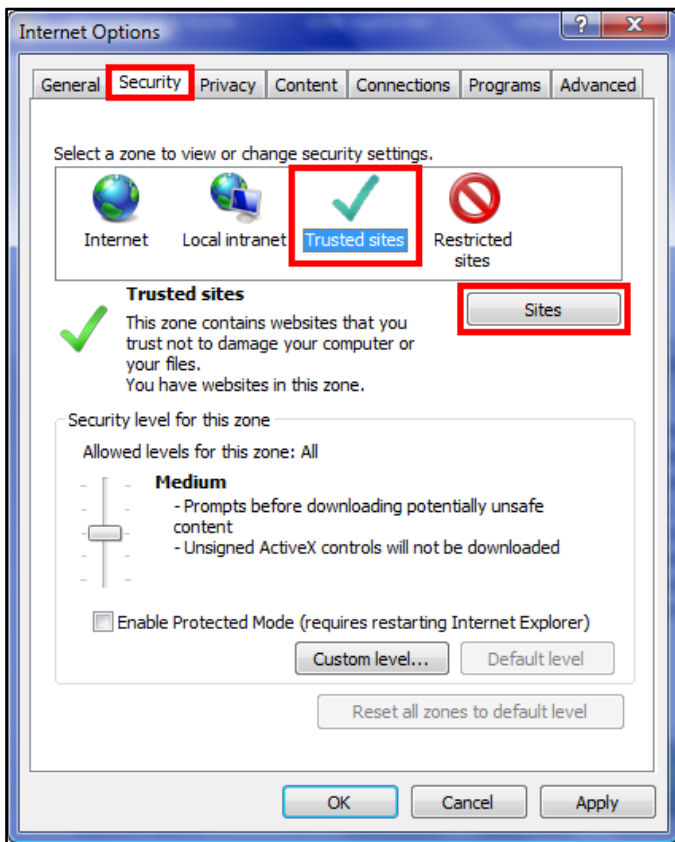 Internet Options
?
X
General Security Privacy Content Connections Programs Advanced
Select a zone to view or change security settings.
Internet Local intranet Trusted sites Restricted
sites
Trusted sites
Sites
This zone contains websites that you
trust not to damage your computer or
your files.
You have websites in this zone.
Security level for this zone
Allowed levels for this zone: All
Medium
- Prompts before downloading potentially unsafe
content
- Unsigned ActiveX controls will not be downloaded
Enable Protected Mode (requires restarting Internet Explorer)
Custom level... Default level
Reset all zones to default level
OK Cancel Apply